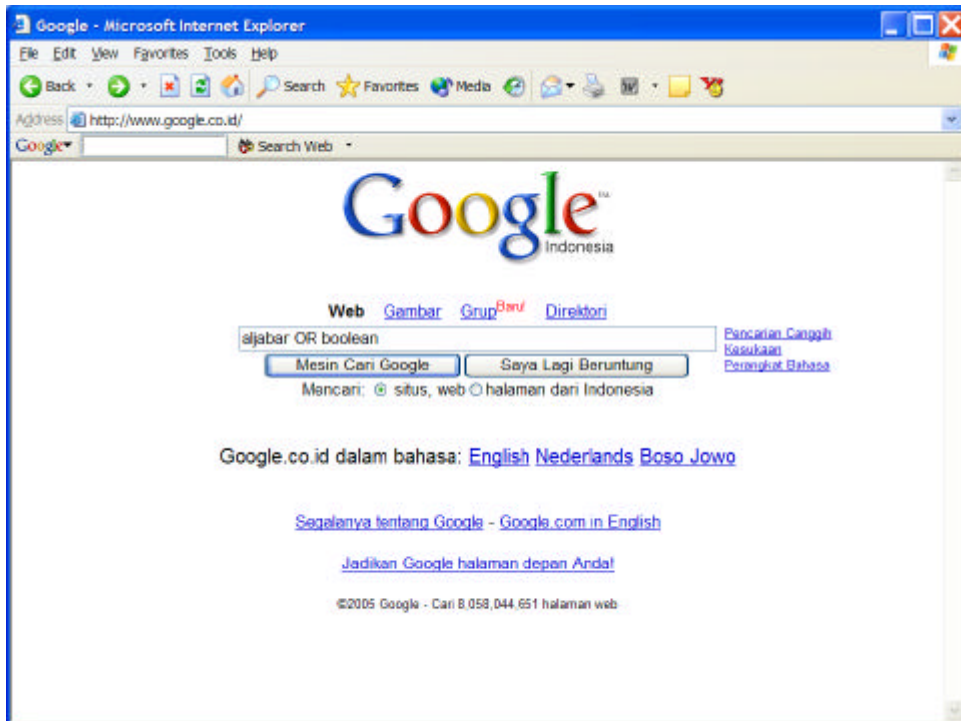 Google - Microsoft Internet Explorer
File Edit View Favorites Tools Help
Back Search Favorites Media
Address http://www.google.co.id/
Google Search Web
Google™
Indonesia
Web Gambar Grup Baru! Direktori
aljabar OR boolean
Pencarian Canggih
Kesukaan
Perangkat Bahasa
Mesin Cari Google Saya Lagi Beruntung
Mencari: situs, web halaman dari Indonesia
Google.co.id dalam bahasa: English Nederlands Boso Jowo
Segalanya tentang Google - Google.com in English
Jadikan Google halaman depan Anda!
©2005 Google - Cari 8,058,044,651 halaman web